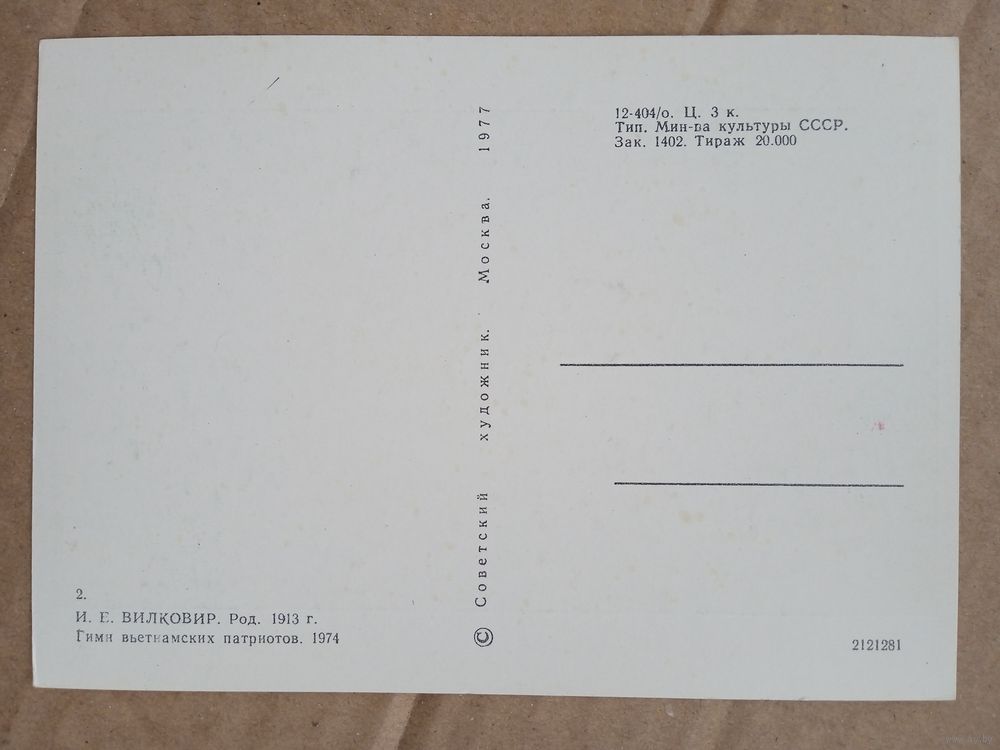 12-404/о. Ц. 3 к.
Тип. Мин-ва культуры СССР.
Зак. 1402. Тираж 20.000
© Советский художник. Москва. 1977
2.
И. Е. ВИЛКОВИР. Род. 1913 г.
Гимн вьетнамских патриотов. 1974
2121281